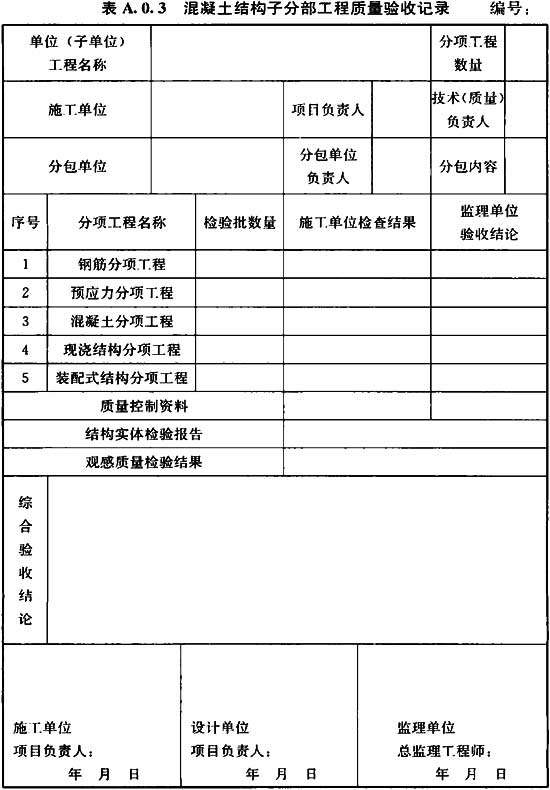 表 A.0.3 混凝土结构子分部工程质量验收记录 编号：
单位（子单位）
工程名称
分项工程
数量
施工单位
项目负责人
技术（质量）
负责人
分包单位
分包单位
负责人
分包内容
序号
分项工程名称
检验批数量
施工单位检查结果
监理单位
验收结论
1 钢筋分项工程
2 预应力分项工程
3 混凝土分项工程
4 现浇结构分项工程
5 装配式结构分项工程
质量控制资料
结构实体检验报告
观感质量检验结果
综
合
验
收
结
论
施工单位
项目负责人：
年 月 日
设计单位
项目负责人：
年 月 日
监理单位
总监理工程师：
年 月 日